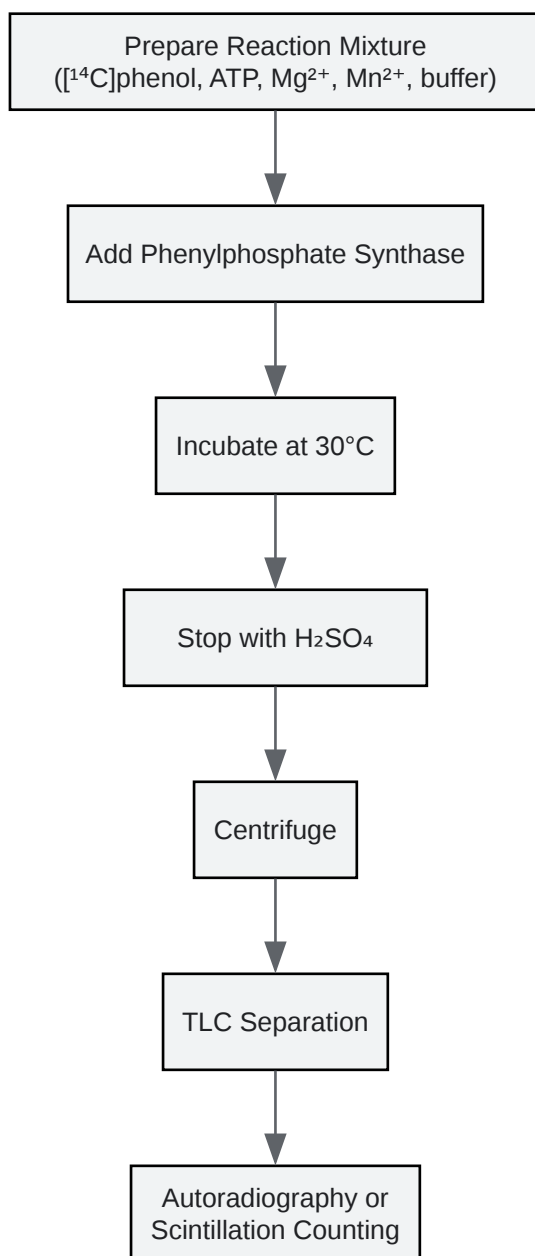 Prepare Reaction Mixture
([¹⁴C]phenol, ATP, Mg²⁺, Mn²⁺, buffer)
Add Phenylphosphate Synthase
Incubate at 30°C
Stop with H₂SO₄
Centrifuge
TLC Separation
Autoradiography or
Scintillation Counting